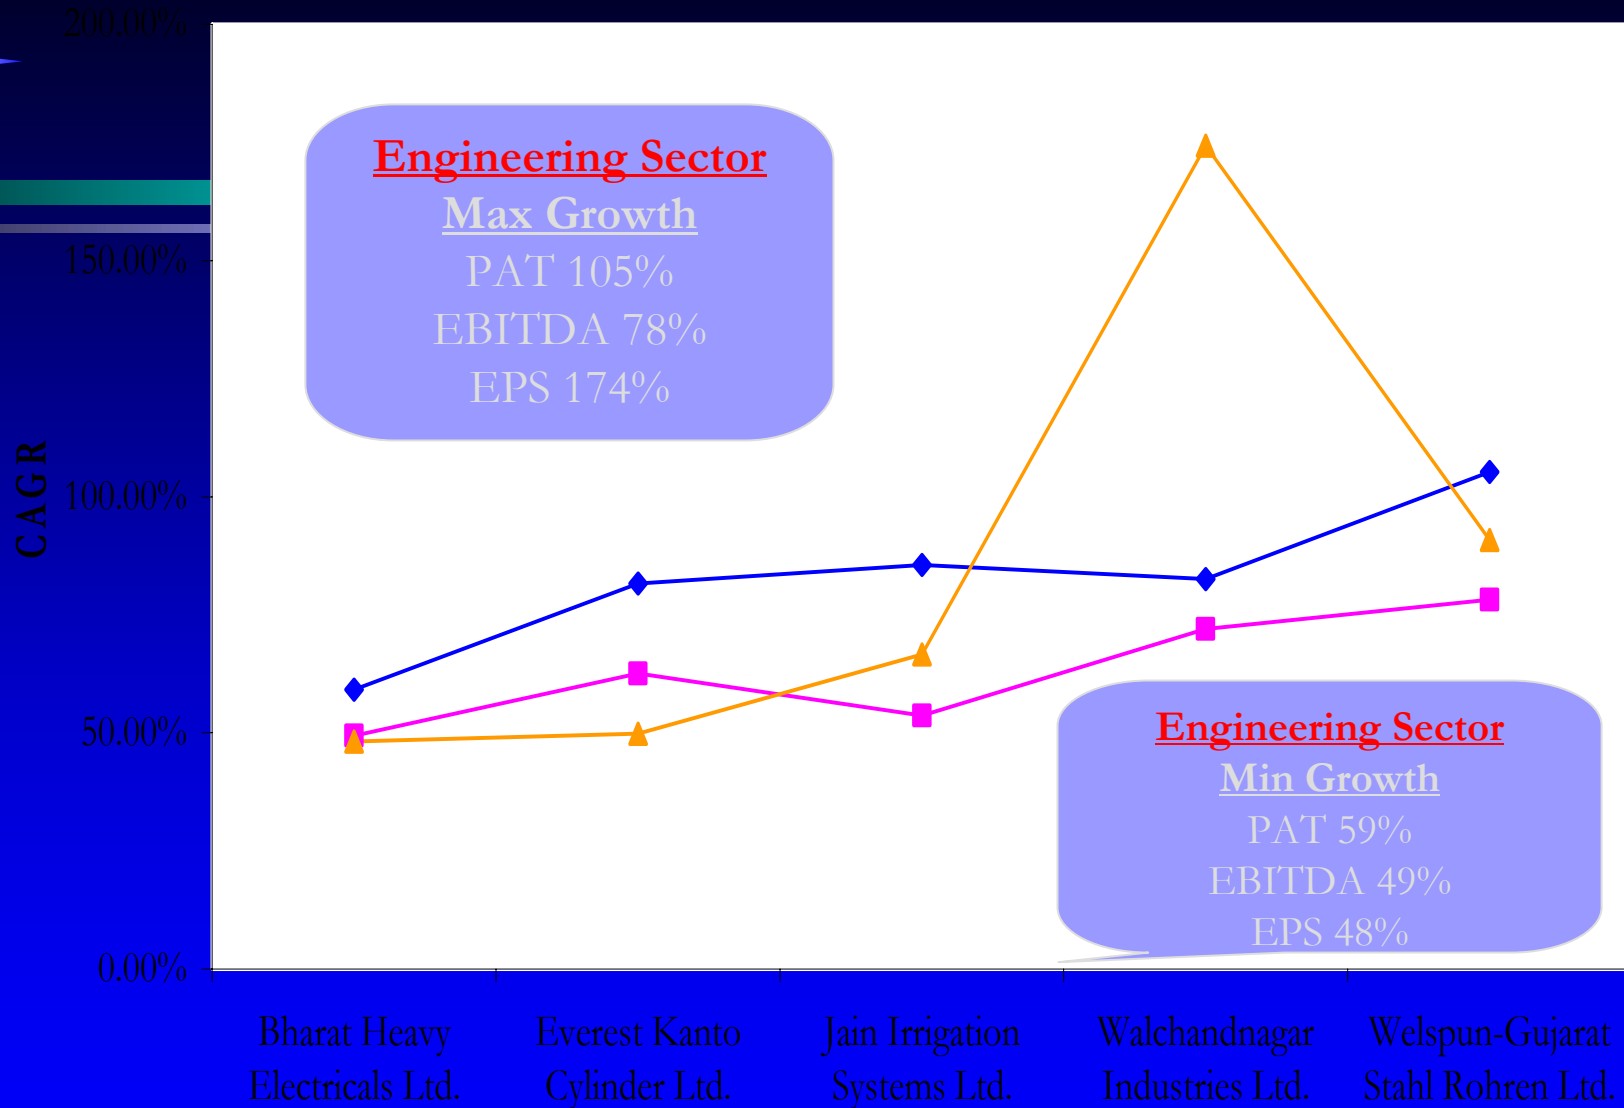 200.00%
150.00%
100.00%
50.00%
0.00%
CAGR
Engineering Sector
Max Growth
PAT 105%
EBITDA 78%
EPS 174%
Engineering Sector
Min Growth
PAT 59%
EBITDA 49%
EPS 48%
Bharat Heavy
Electricals Ltd.
Everest Kanto
Cylinder Ltd.
Jain Irrigation
Systems Ltd.
Walchandnagar
Industries Ltd.
Welspun-Gujarat
Stahl Rohren Ltd.